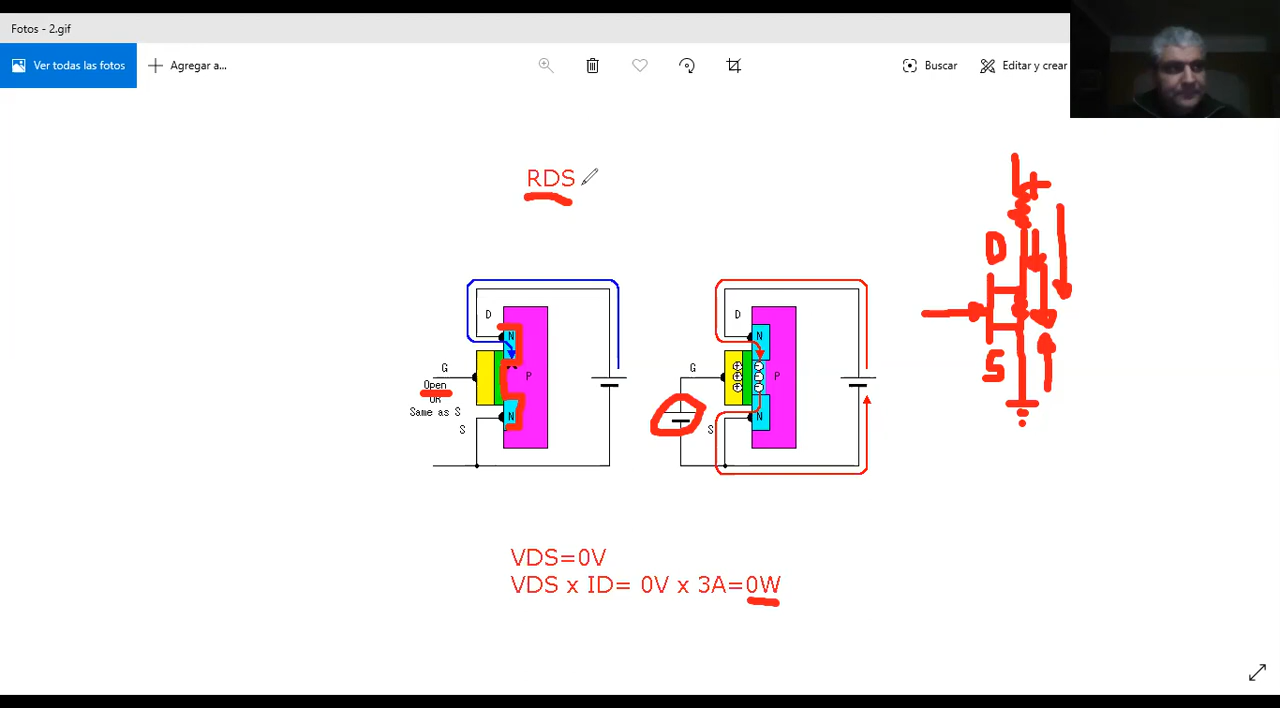 Fotos - 2.gif
Ver todas las fotos
Agregar a...
Buscar
Editar y crear
RDS
+
D
S
D
N
G
P
Open
OR
Same as S
N
S
D
N
G
P
N
S
VDS=0V
VDS x ID= 0V x 3A=0W